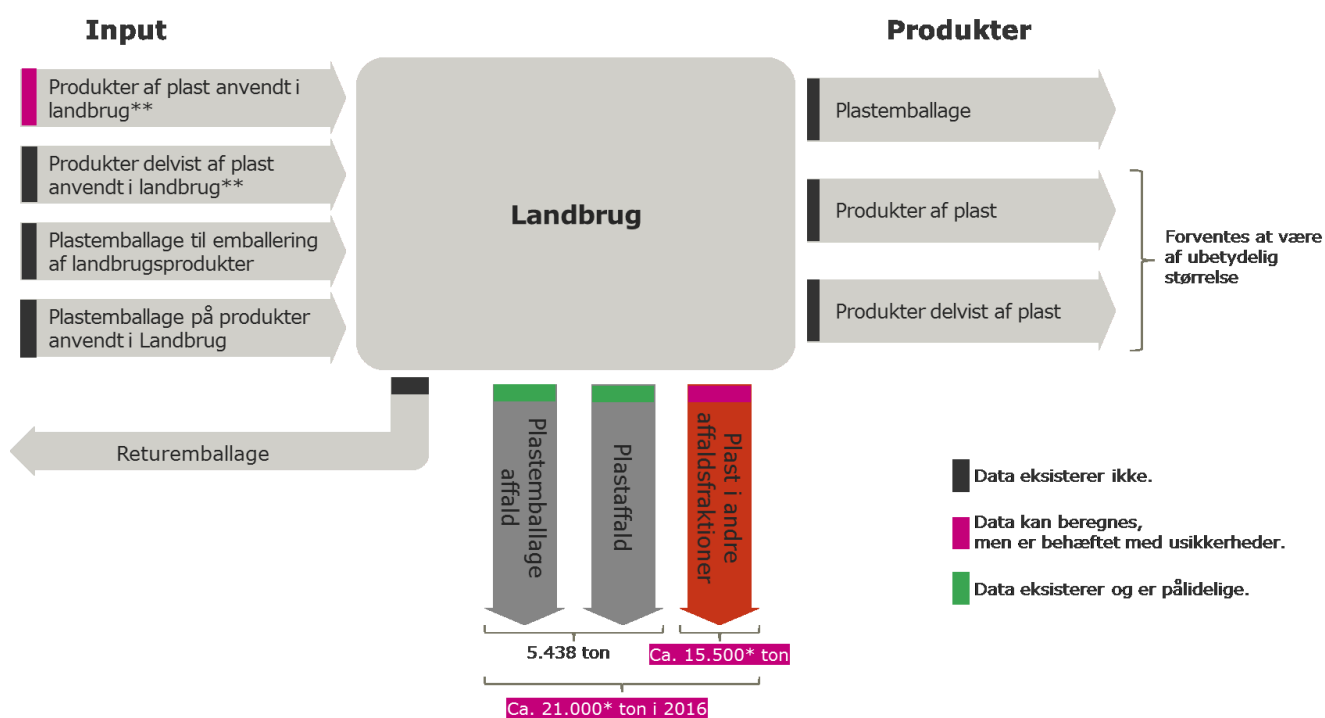 Input
Produkter af plast anvendt i
landbrug**
Produkter delvist af plast
anvendt i landbrug**
Plastemballage til emballering
af landbrugsprodukter
Plastemballage på produkter
anvendt i Landbrug
Landbrug
Produkter
Plastemballage
Produkter af plast
Produkter delvist af plast
Forventes at være
af ubetydelig
størrelse
Returemballage
Plastemballage
affald
Plastaffald
Plast i andre
affaldsfraktioner
5.438 ton
Ca. 15.500* ton
Ca. 21.000* ton i 2016
Data eksisterer ikke.
Data kan beregnes,
men er behæftet med usikkerheder.
Data eksisterer og er pålidelige.